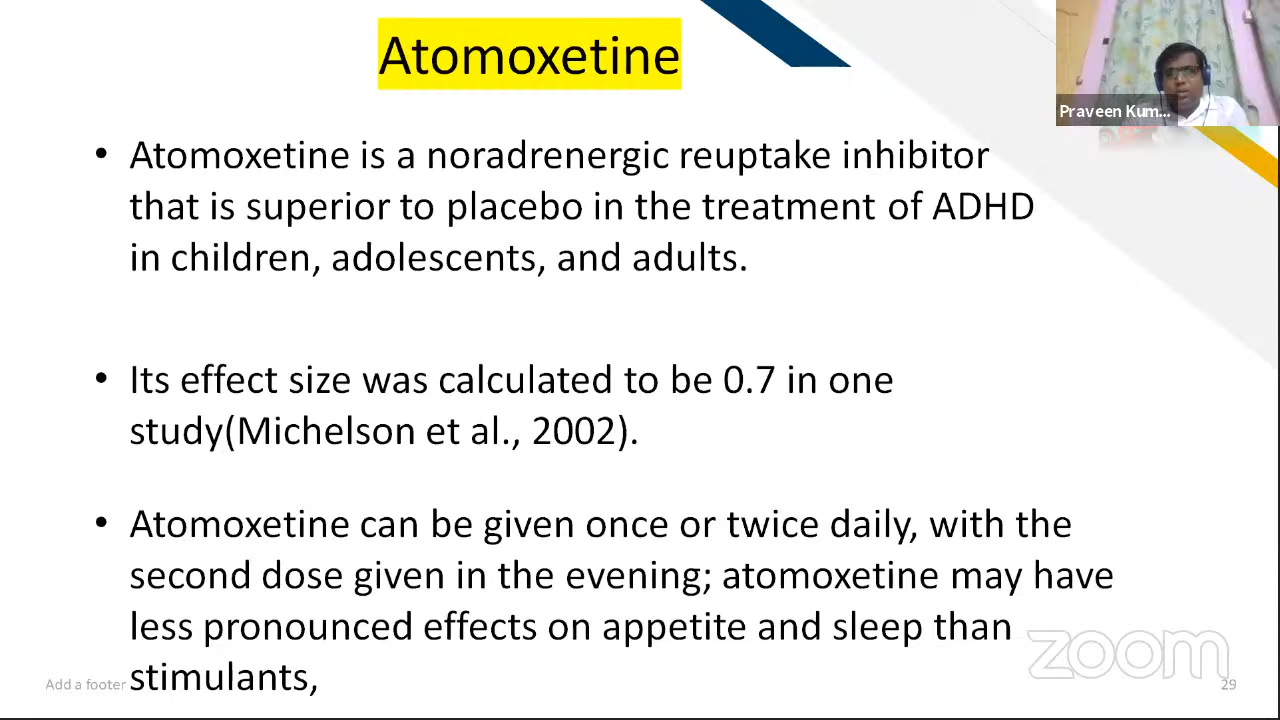 Atomoxetine
Praveen Kum...
• Atomoxetine is a noradrenergic reuptake inhibitor
that is superior to placebo in the treatment of ADHD
in children, adolescents, and adults.
• Its effect size was calculated to be 0.7 in one
study(Michelson et al., 2002).
• Atomoxetine can be given once or twice daily, with the
second dose given in the evening; atomoxetine may have
less pronounced effects on appetite and sleep than
stimulants,
zoom
Add a footer
29